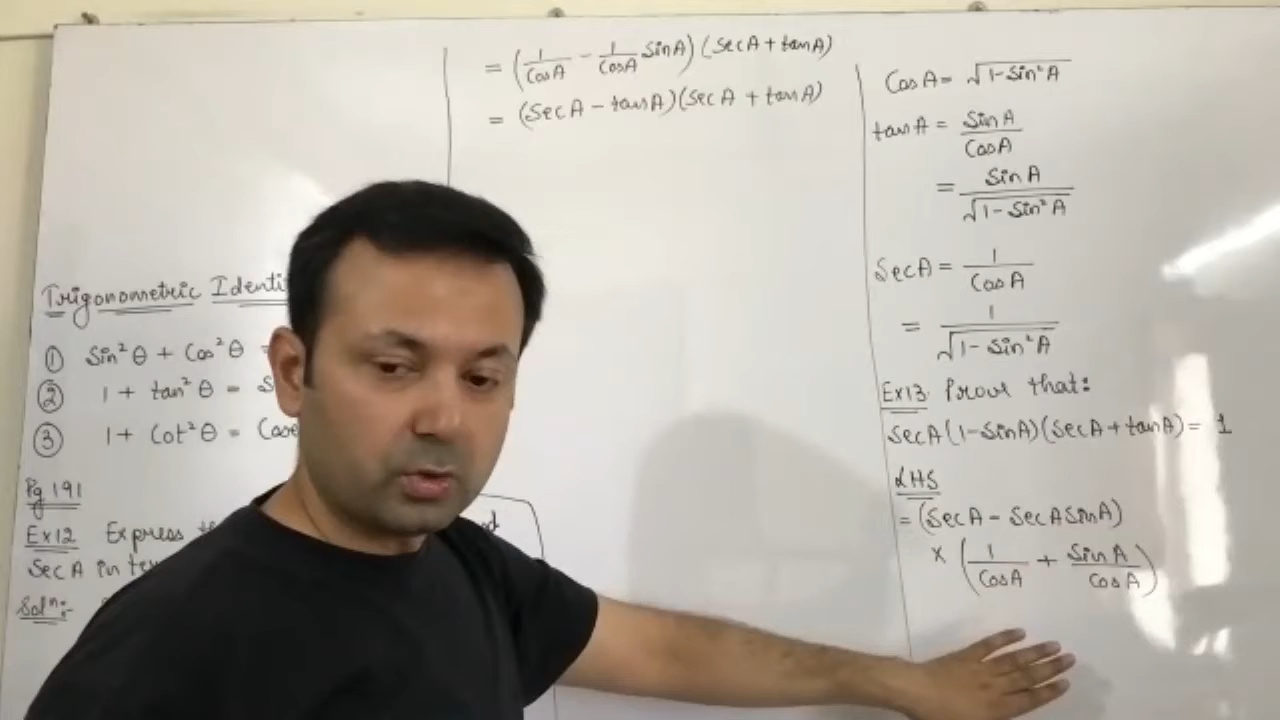 Trigonometric
① Sin²θ + Cos²θ
② 1 + tan²θ = S
③ 1 + Cot²θ = Cose
Pg 191
Ex12 Express
SecA in
Solⁿ:-
= (1/CosA - 1/CosA SinA) (SecA + tanA)
= (SecA - tanA)(SecA + tanA)
CosA = √1-Sin²A
tanA = SinA/CosA
= SinA/√1-Sin²A
SecA = 1/CosA
= 1/√1-Sin²A
Ex13 Prove that:
SecA(1-SinA)(SecA+tanA) = 1
LHS
= (SecA - SecASinA)
× (1/CosA + SinA/CosA)